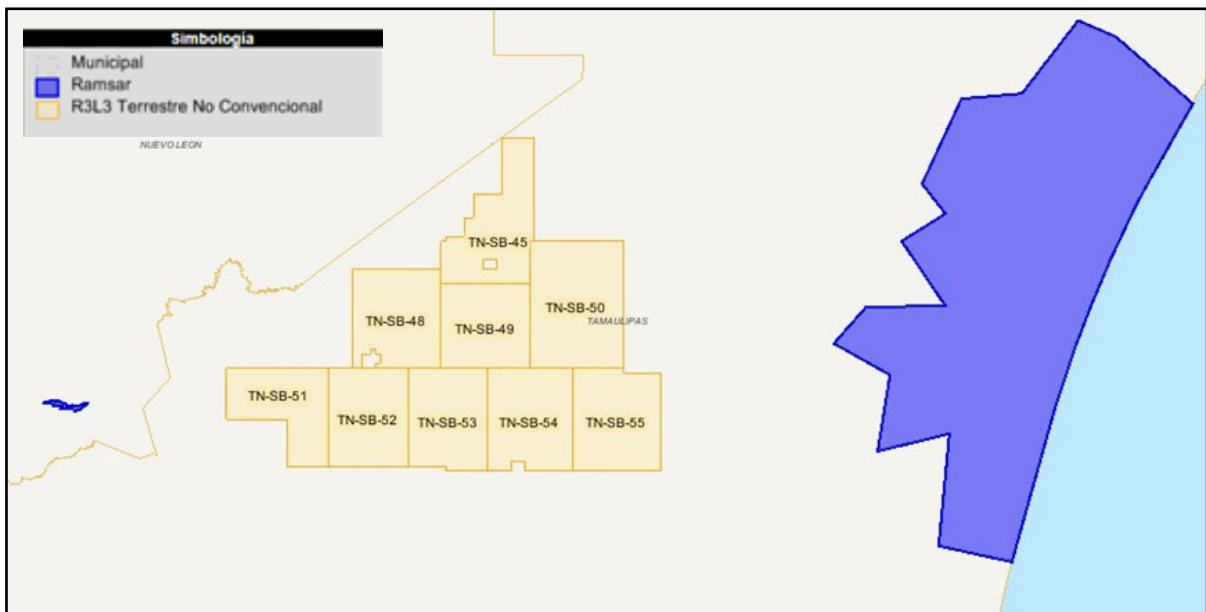 Simbología
Municipal
Ramsar
R3L3 Terrestre No Convencional
NUEVO LEON
TN-SB-45
TN-SB-50
TAMAULIPAS
TN-SB-48
TN-SB-49
TN-SB-51
TN-SB-52
TN-SB-53
TN-SB-54
TN-SB-55